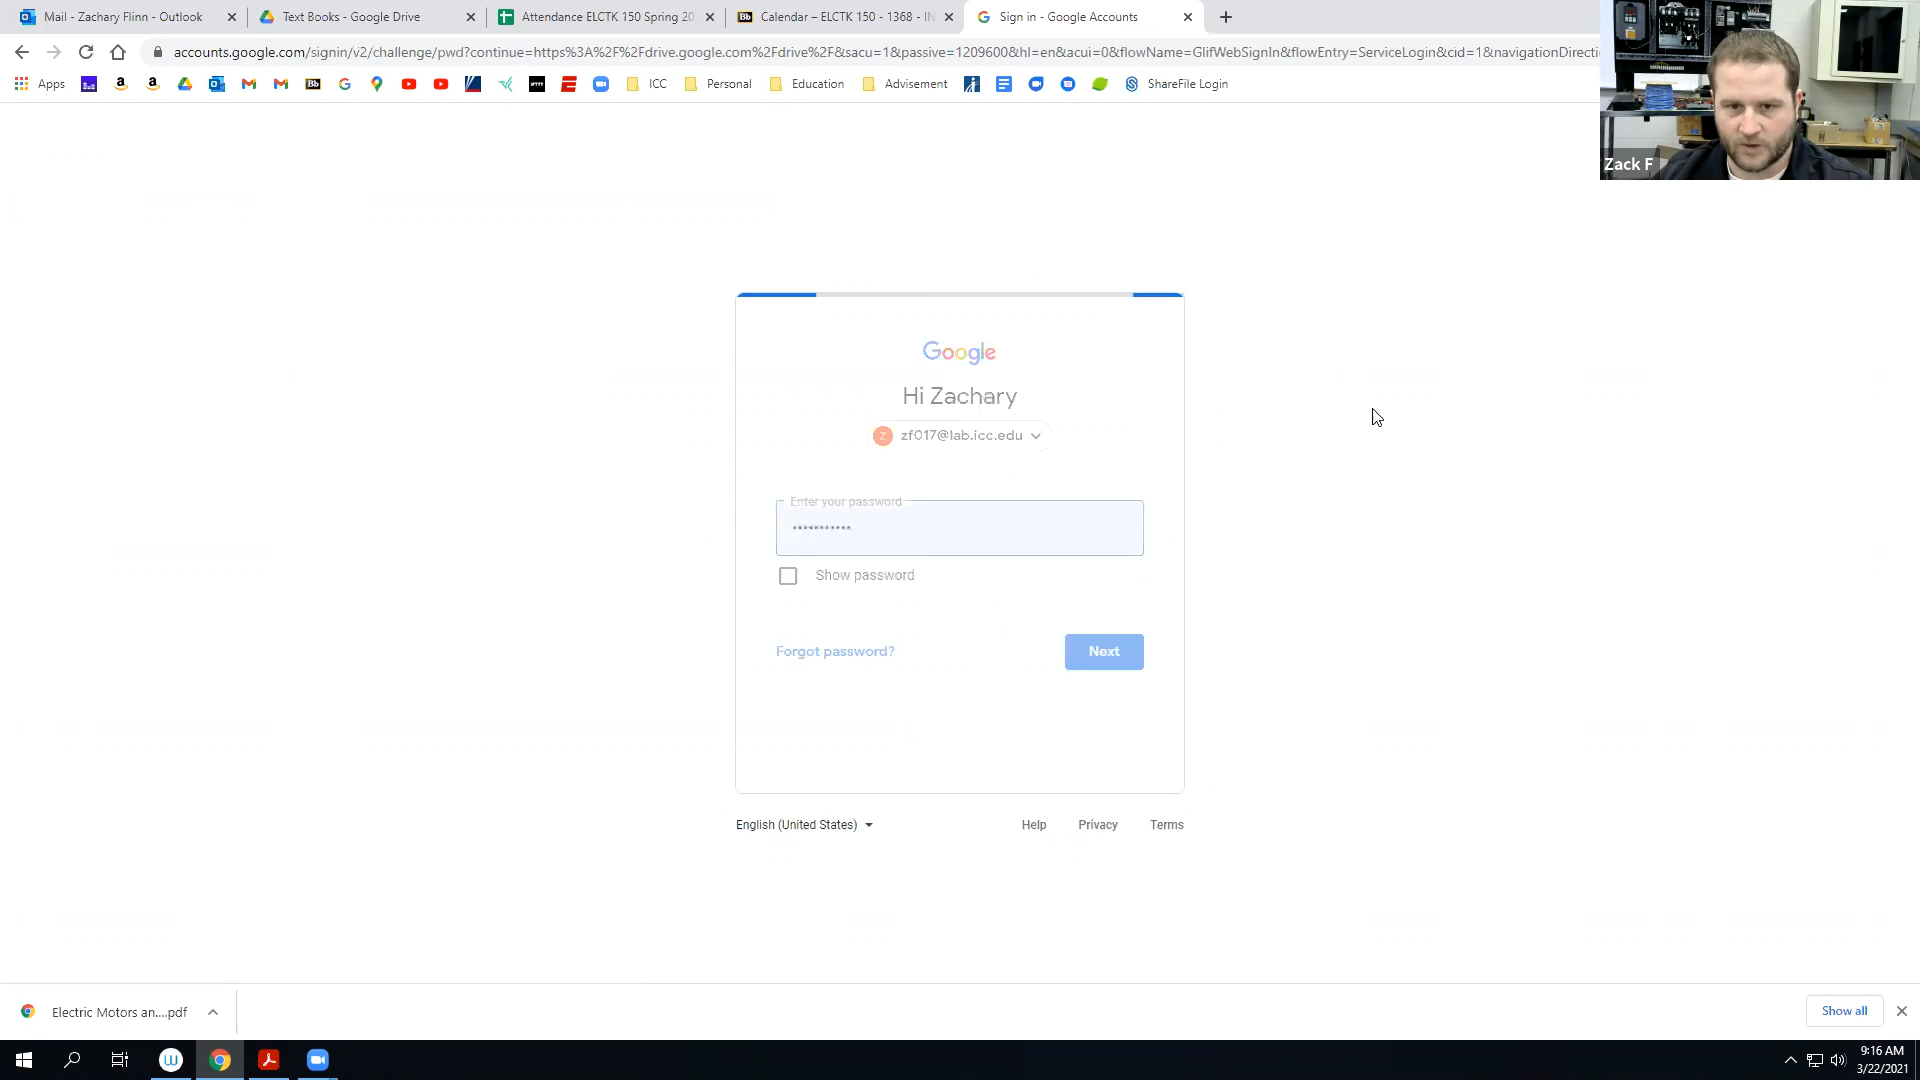 Mail - Zachary Flinn - Outlook
Text Books - Google Drive
Attendance ELCTK 150 Spring 20
Calendar – ELCTK 150 - 1368 - IN
Sign in - Google Accounts
accounts.google.com/signin/v2/challenge/pwd?continue=https%3A%2F%2Fdrive.google.com%2Fdrive%2F&sacu=1&passive=1209600&hl=en&acui=0&flowName=GlifWebSignIn&flowEntry=ServiceLogin&cid=1&navigationDirecti
Apps
Bb
ICC
Personal
Education
Advisement
ShareFile Login
Zack F
Google
Hi Zachary
Z zf017@lab.icc.edu
Enter your password
•••••••••••
Show password
Forgot password?
Next
English (United States)
Help
Privacy
Terms
Electric Motors an....pdf
Show all
9:16 AM
3/22/2021